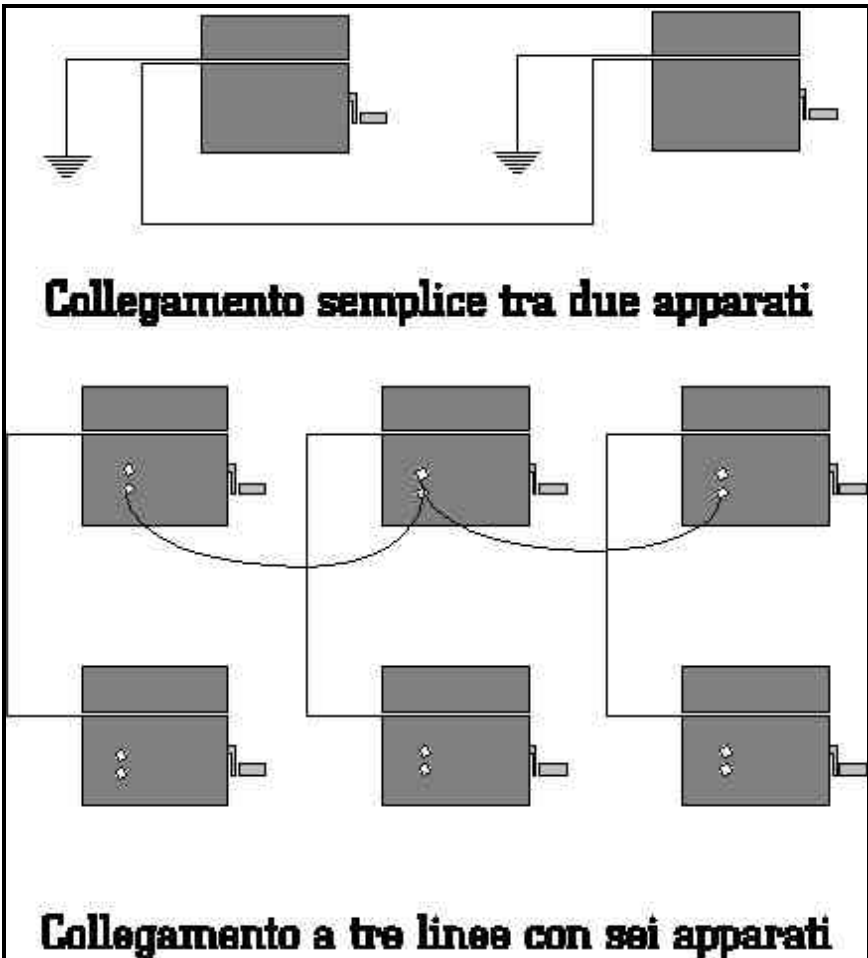 Collegamento semplice tra due apparati
Collegamento a tre linee con sei apparati